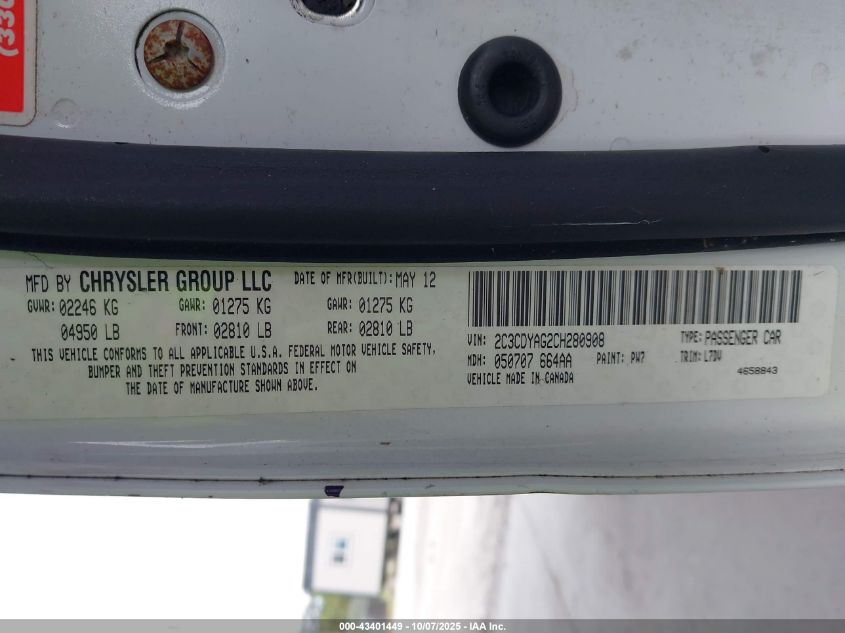 (330
MFD BY CHRYSLER GROUP LLC DATE OF MFR(BUILT): MAY 12
GVWR: 02246 KG GAWR: 01275 KG GAWR: 01275 KG
04950 LB FRONT: 02810 LB REAR: 02810 LB
THIS VEHICLE CONFORMS TO ALL APPLICABLE U.S.A. FEDERAL MOTOR VEHICLE SAFETY,
BUMPER AND THEFT PREVENTION STANDARDS IN EFFECT ON
THE DATE OF MANUFACTURE SHOWN ABOVE.
VIN: 2C3CDYAG2CH280908 TYPE: PASSENGER CAR
MDH: 050707 664AA PAINT: PW7 TRIM: L7DV
VEHICLE MADE IN CANADA 4658843
000-43401449 - 10/07/2025 - IAA Inc.